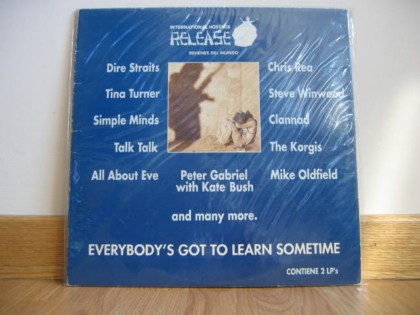 INTERNATIONAL HOSTAGE
RELEASE
REHENES DEL MUNDO
Dire Straits
Chris Rea
Tina Turner
Steve Winwood
Simple Minds
Clannad
Talk Talk
The Korgis
All About Eve
Peter Gabriel
with Kate Bush
Mike Oldfield
and many more.
EVERYBODY'S GOT TO LEARN SOMETIME
CONTIENE 2 LP's